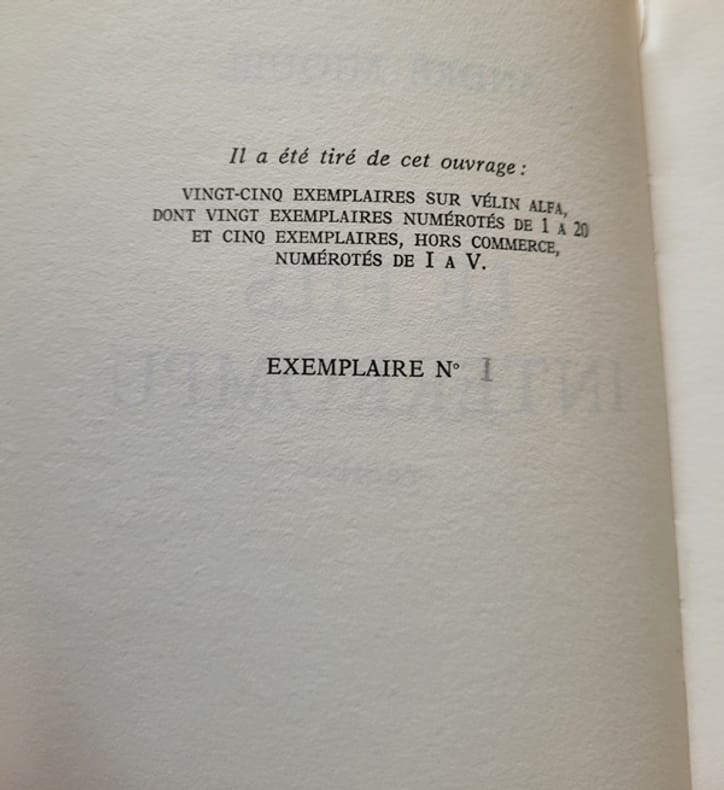 Il a été tiré de cet ouvrage :
VINGT-CINQ EXEMPLAIRES SUR VÉLIN ALFA,
DONT VINGT EXEMPLAIRES NUMÉROTÉS DE 1 A 20
ET CINQ EXEMPLAIRES, HORS COMMERCE,
NUMÉROTÉS DE I A V.
EXEMPLAIRE N° I